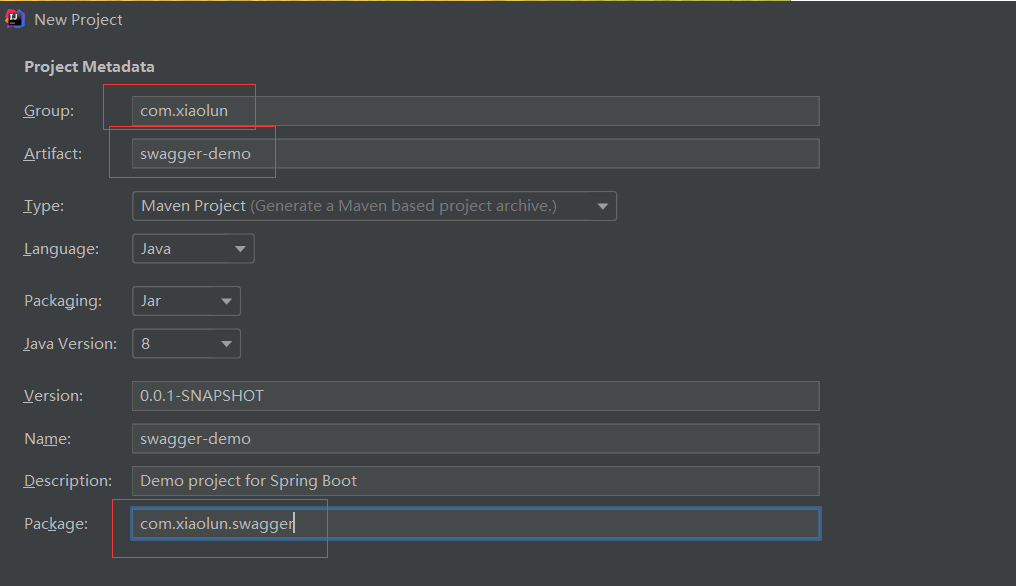 New Project
Project Metadata
Group: com.xiaolun
Artifact: swagger-demo
Type: Maven Project (Generate a Maven based project archive.)
Language: Java
Packaging: Jar
Java Version: 8
Version: 0.0.1-SNAPSHOT
Name: swagger-demo
Description: Demo project for Spring Boot
Package: com.xiaolun.swagger